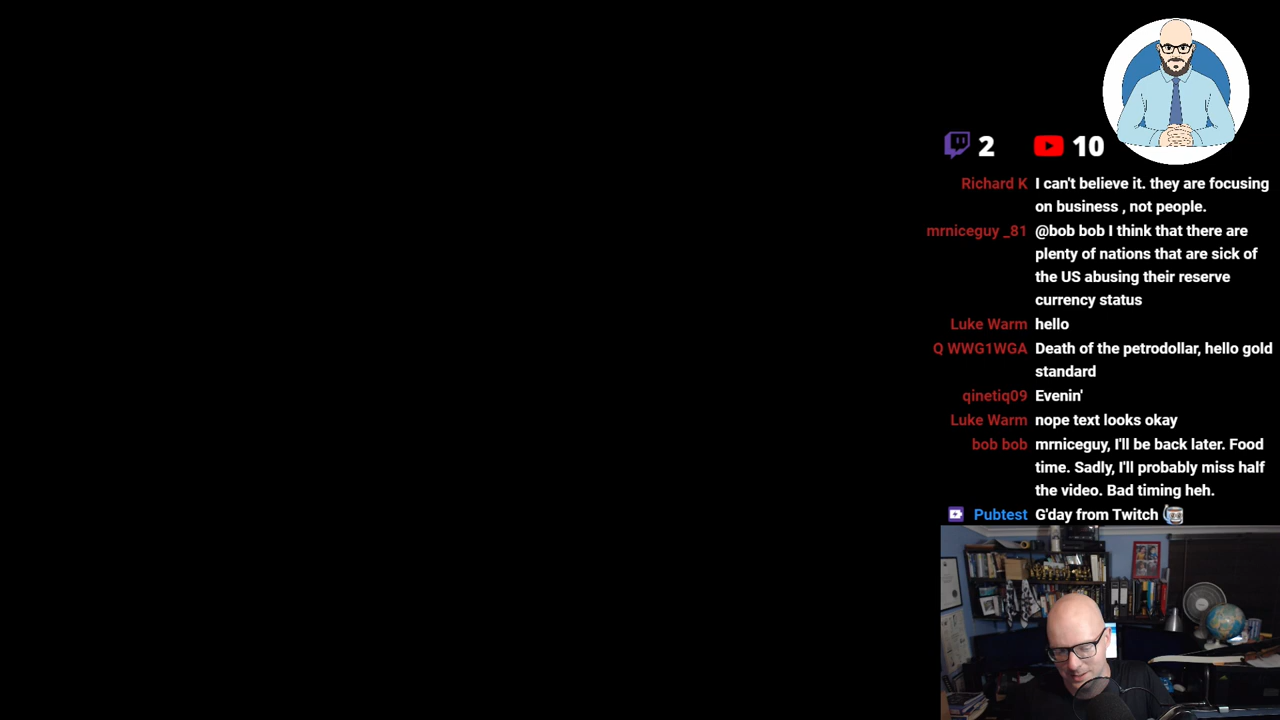 2 10
Richard K I can't believe it. they are focusing
on business , not people.
mrniceguy _81 @bob bob I think that there are
plenty of nations that are sick of
the US abusing their reserve
currency status
Luke Warm hello
Q WWG1WGA Death of the petrodollar, hello gold
standard
qinetiq09 Evenin'
Luke Warm nope text looks okay
bob bob mrniceguy, I'll be back later. Food
time. Sadly, I'll probably miss half
the video. Bad timing heh.
Pubtest G'day from Twitch